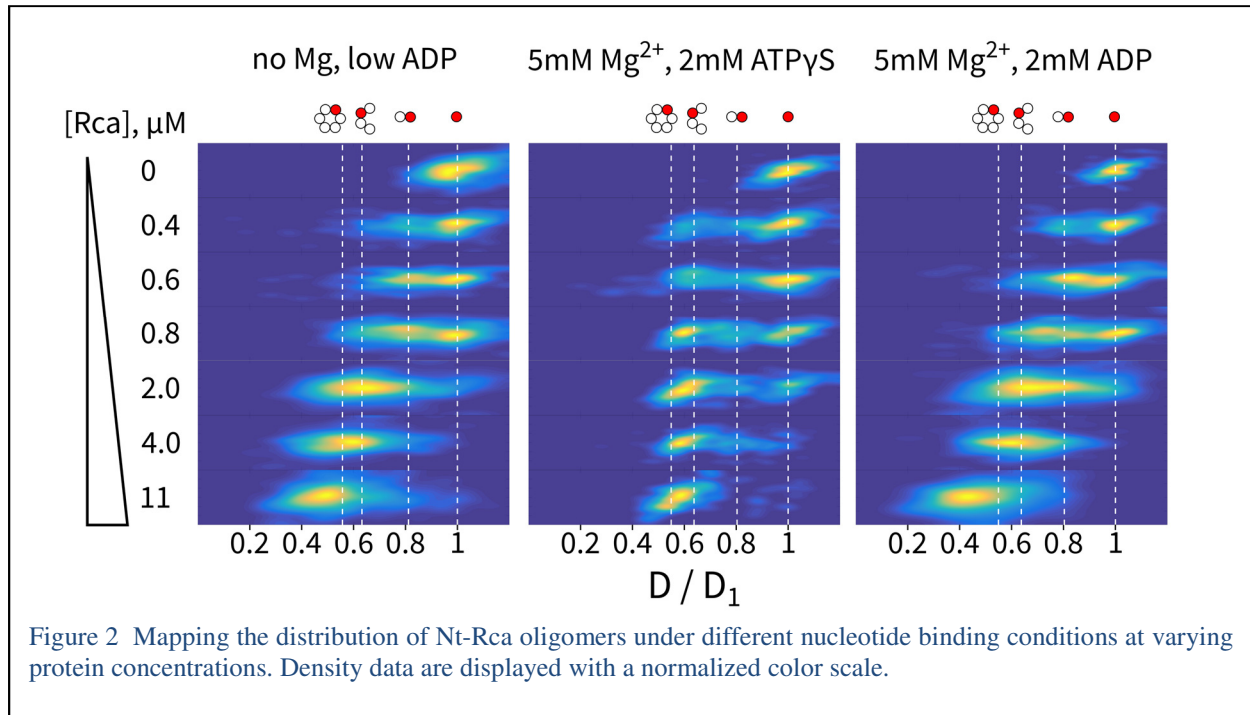 no Mg, low ADP
5mM Mg²⁺, 2mM ATPγS
5mM Mg²⁺, 2mM ADP
[Rca], μM
0
0.4
0.6
0.8
2.0
4.0
11
0.2 0.4 0.6 0.8 1
0.2 0.4 0.6 0.8 1
0.2 0.4 0.6 0.8 1
D / D₁
Figure 2 Mapping the distribution of Nt-Rca oligomers under different nucleotide binding conditions at varying
protein concentrations. Density data are displayed with a normalized color scale.